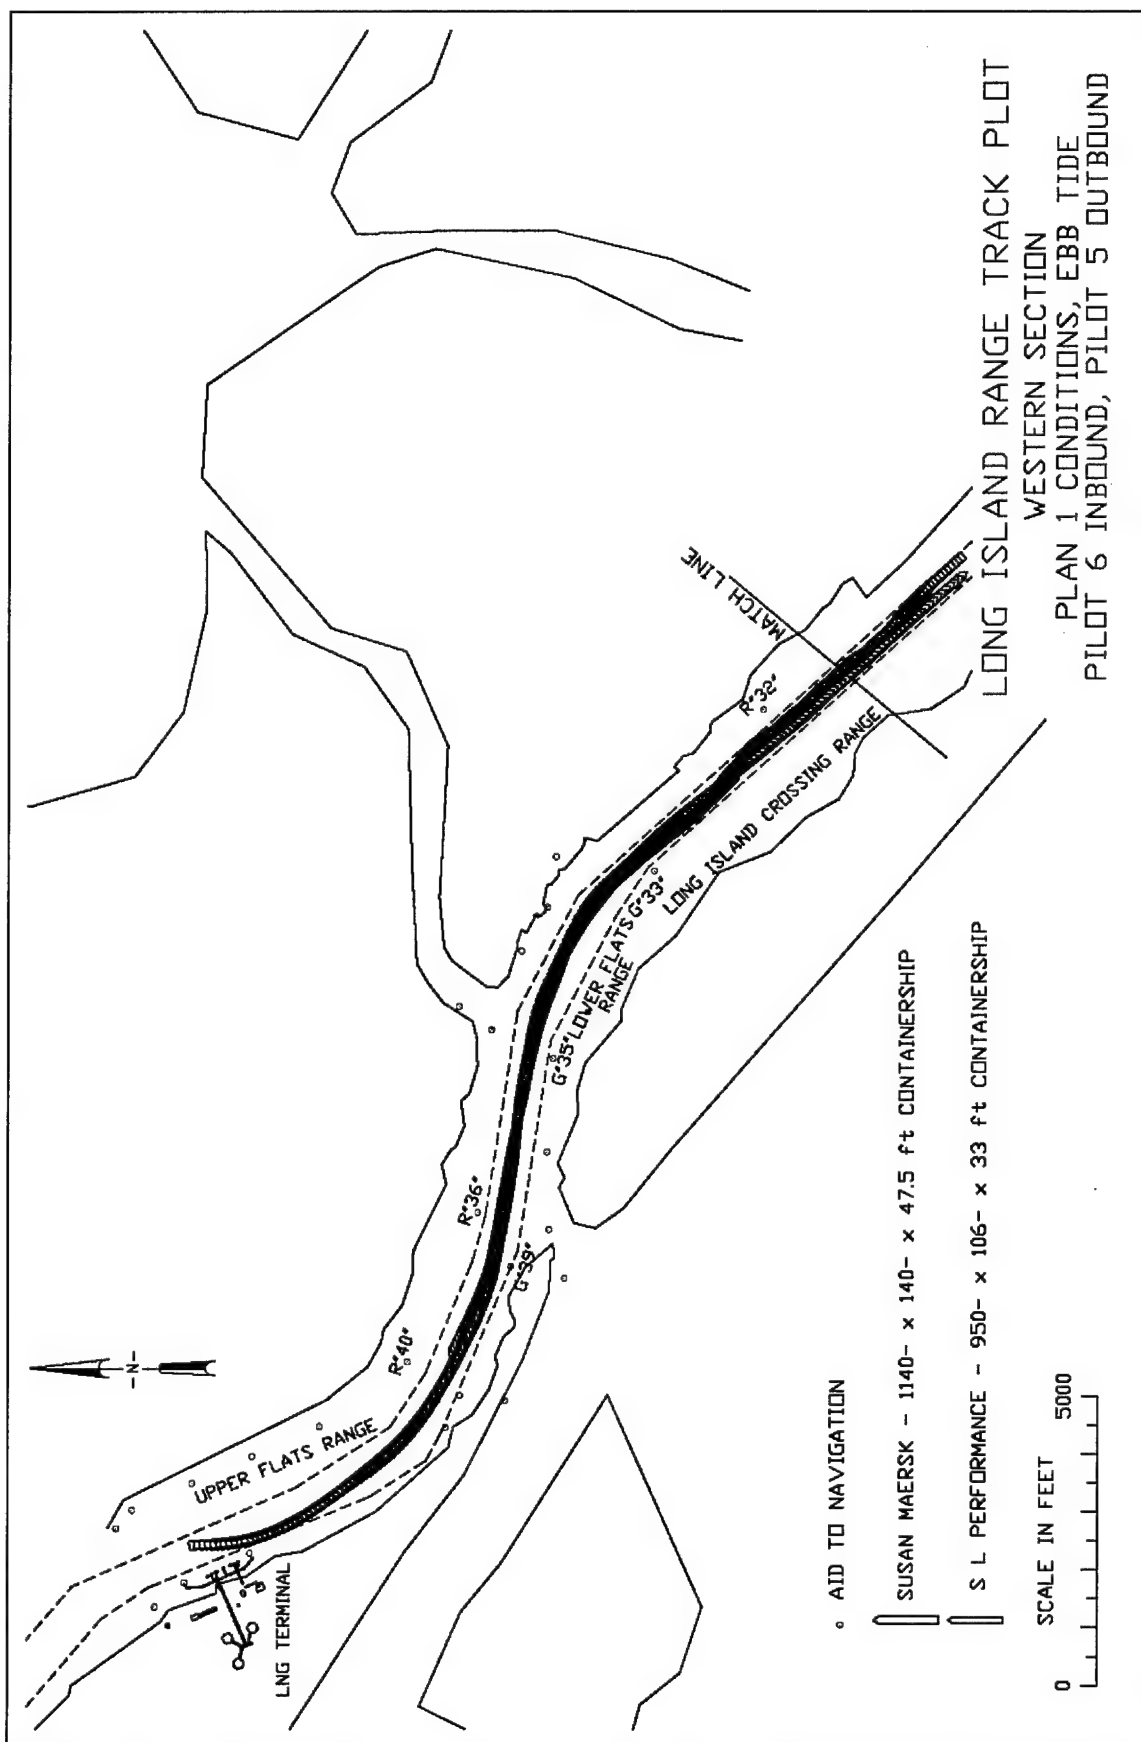 LONG ISLAND RANGE TRACK PLOT
WESTERN SECTION
PLAN 1 CONDITIONS, EBB TIDE
PILOT 6 INBOUND, PILOT 5 OUTBOUND
-N-
UPPER FLATS RANGE
LNG TERMINAL
R"40"
R"36"
G"39"
G"35"
LOWER FLATS
RANGE
G"33"
LONG ISLAND CROSSING RANGE
R"32"
MATCH LINE
AID TO NAVIGATION
SUSAN MAERSK - 1140- x 140- x 47.5 ft CONTAINERSHIP
S L PERFORMANCE - 950- x 106- x 33 ft CONTAINERSHIP
SCALE IN FEET
0 5000